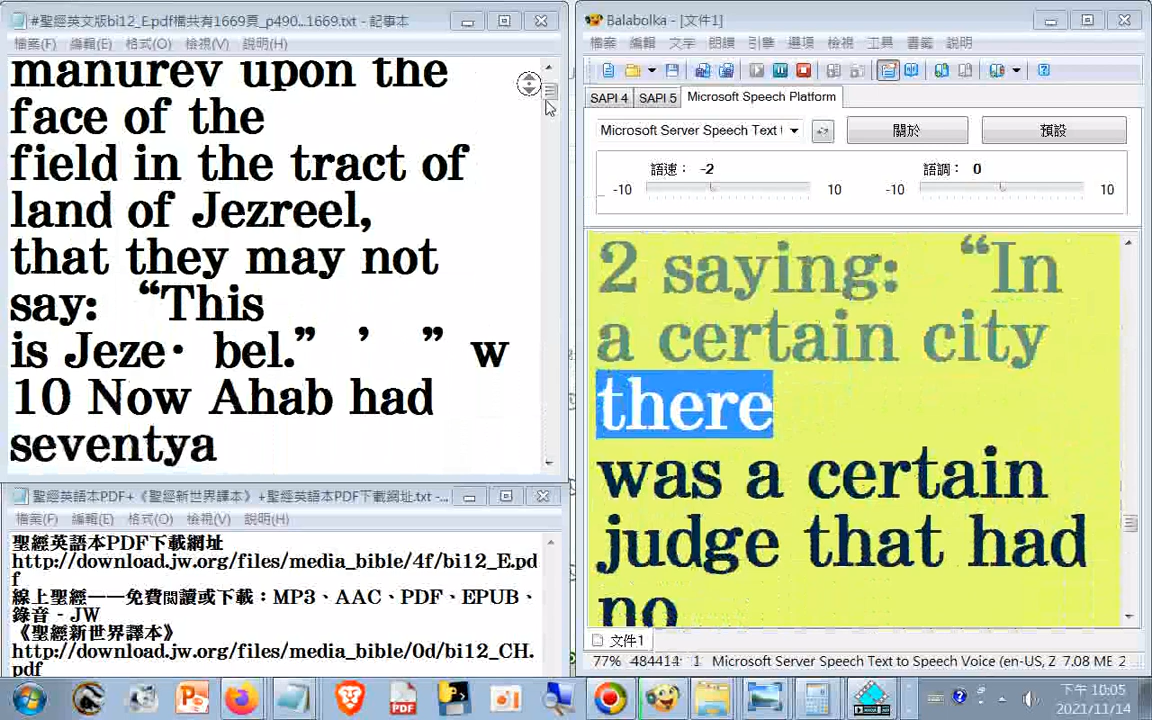 #聖經英文版bi12_E.pdf檔共有1669頁_p490...1669.txt - 記事本
檔案(F) 編輯(E) 格式(O) 檢視(V) 說明(H)
manurev upon the
face of the
field in the tract of
land of Jezreel,
that they may not
say: “This
is Jeze· bel.” ’ ” w
10 Now Ahab had
seventya
聖經英語本PDF+《聖經新世界譯本》+聖經英語本PDF下載網址.txt -...
檔案(F) 編輯(E) 格式(O) 檢視(V) 說明(H)
聖經英語本PDF下載網址
http://download.jw.org/files/media_bible/4f/bi12_E.pd
f
線上聖經──免費閱讀或下載：MP3、AAC、PDF、EPUB、
錄音 - JW
《聖經新世界譯本》
http://download.jw.org/files/media_bible/0d/bi12_CH.
pdf
Balabolka - [文件1]
檔案 編輯 文字 朗讀 引擎 選項 檢視 工具 書籤 說明
SAPI 4 SAPI 5 Microsoft Speech Platform
Microsoft Server Speech Text 關於 預設
語速： -2 語調： 0
-10 10 -10 10
2 saying: “In
a certain city
there
was a certain
judge that had
no
文件1
77% 1 Microsoft Server Speech Text to Speech Voice (en-US, Z 7.08 ME 2
PDF
下午 10:05
2021/11/14